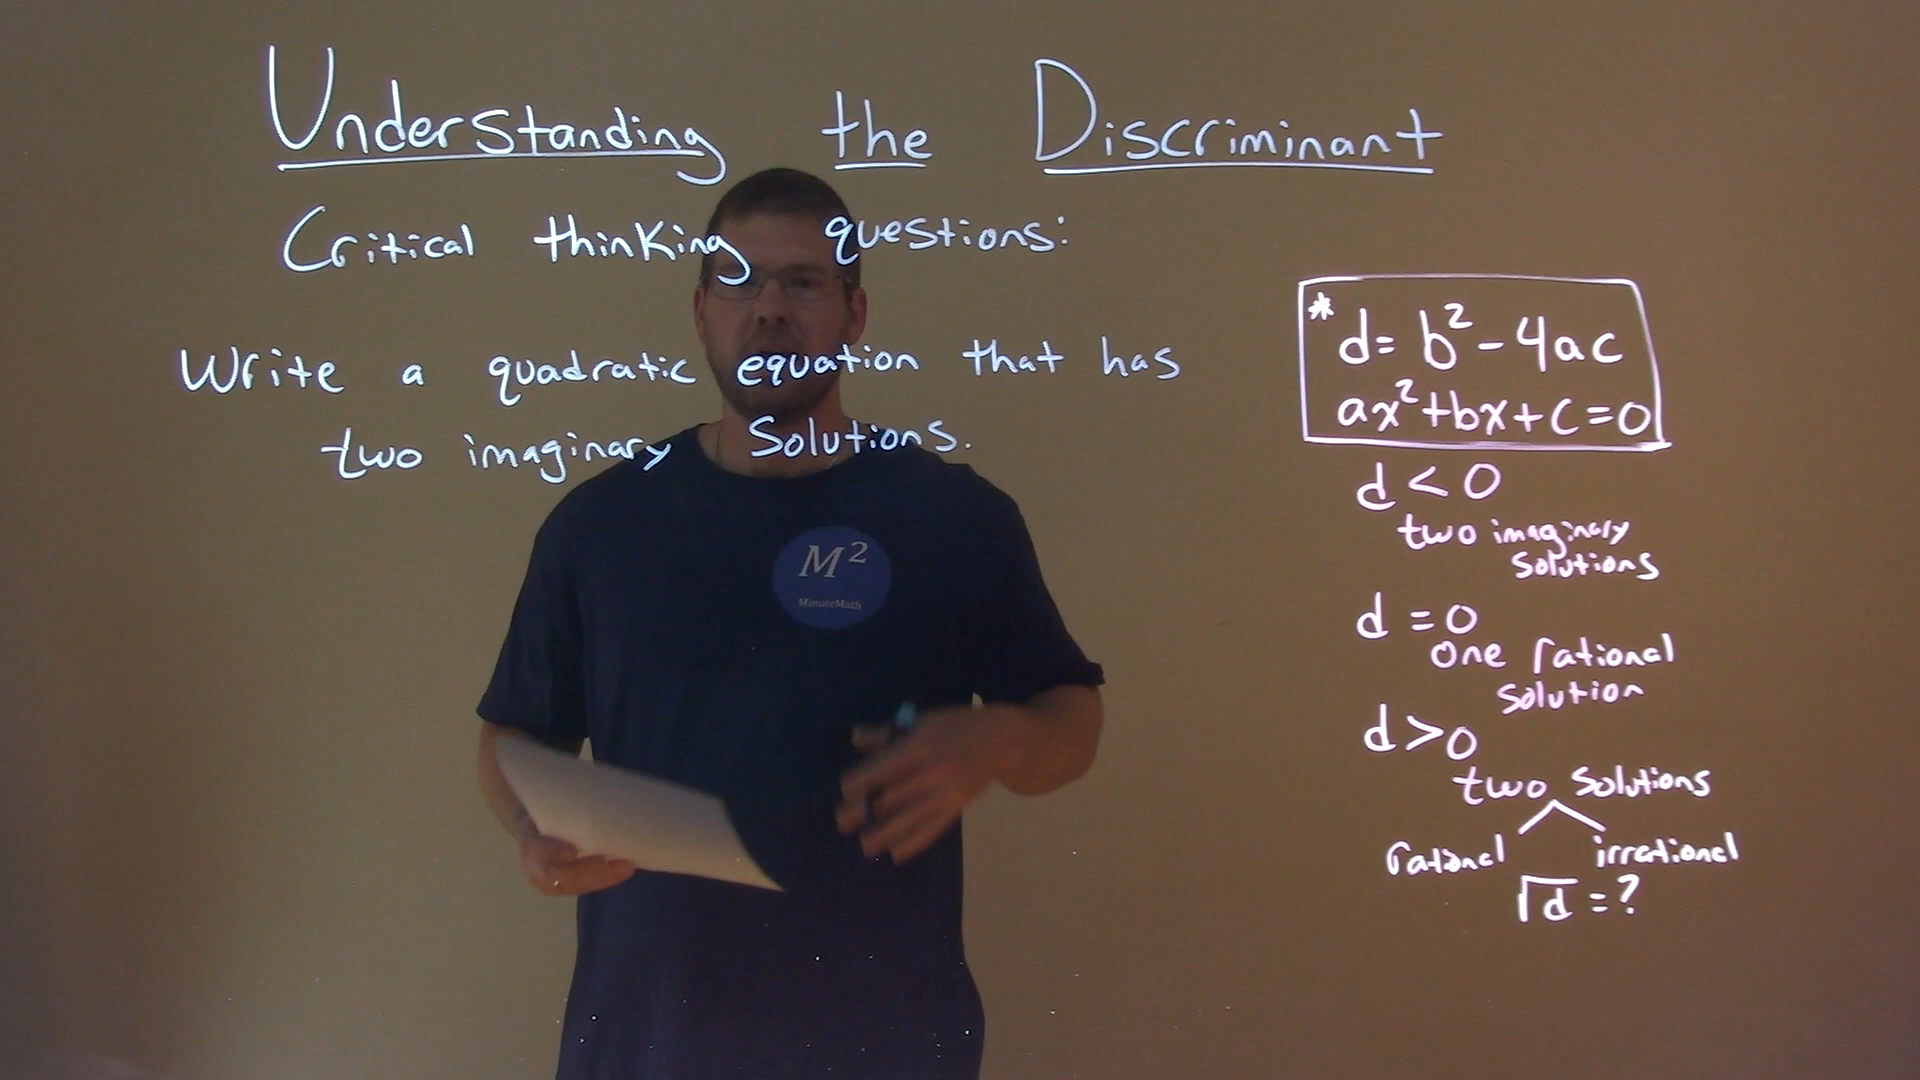 Understanding the Discriminant
Critical thinking questions:
Write a quadratic equation that has
two imaginary solutions.
M²
MinuteMath
* d = b² - 4ac
ax² + bx + c = 0
d < 0
two imaginary
solutions
d = 0
one rational
solution
d > 0
two solutions
rational irrational
√d = ?